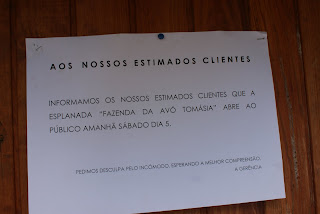 AOS NOSSOS ESTIMADOS CLIENTES
INFORMAMOS OS NOSSOS ESTIMADOS CLIENTES QUE A
ESPLANADA "FAZENDA DA AVÓ TOMÁSIA" ABRE AO
PÚBLICO AMANHÃ SÁBADO DIA 5.
PEDIMOS DESCULPA PELO INCÓMODO, ESPERANDO A MELHOR COMPREENSÃO.
A GERÊNCIA